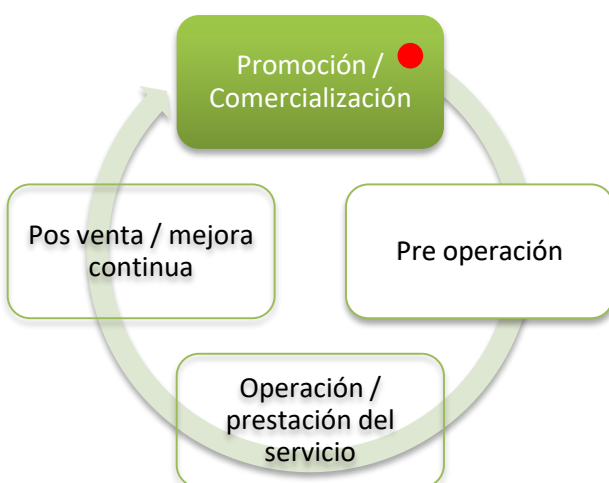 Promoción /
Comercialización
Pre operación
Operación /
prestación del
servicio
Pos venta / mejora
continua